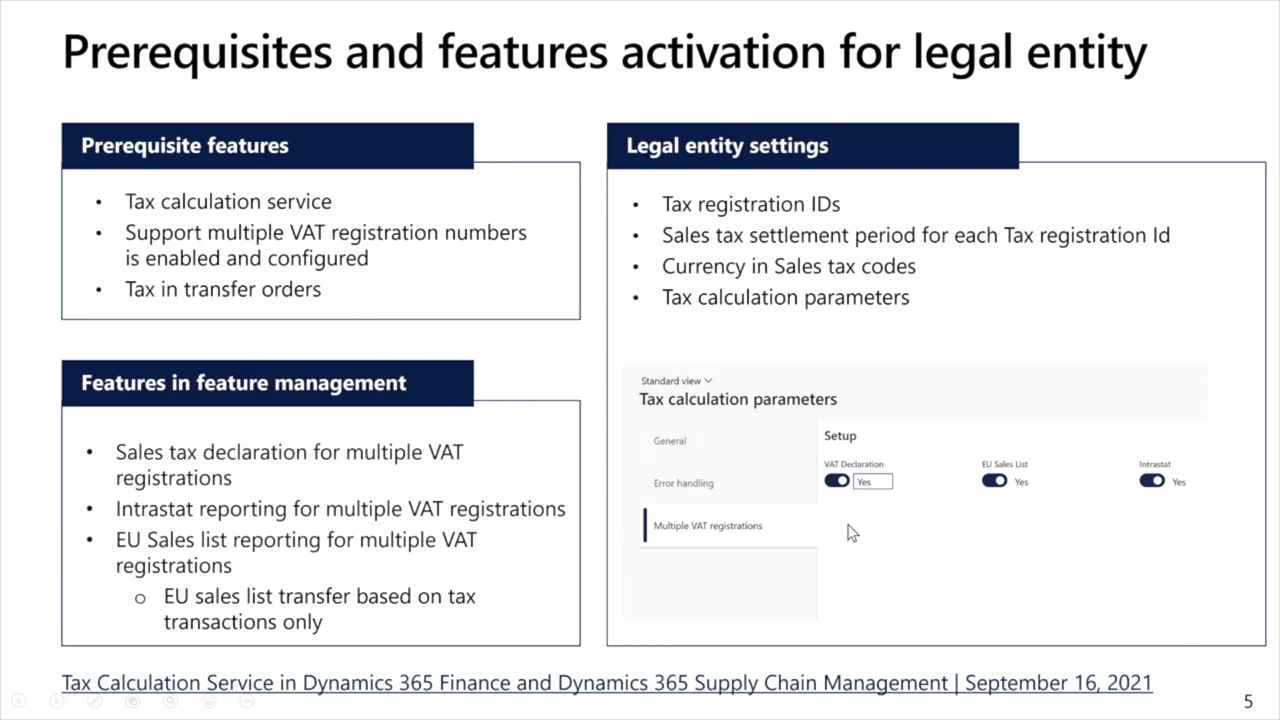 Prerequisites and features activation for legal entity
Prerequisite features
• Tax calculation service
• Support multiple VAT registration numbers
is enabled and configured
• Tax in transfer orders
Features in feature management
• Sales tax declaration for multiple VAT
registrations
• Intrastat reporting for multiple VAT registrations
• EU Sales list reporting for multiple VAT
registrations
o EU sales list transfer based on tax
transactions only
Legal entity settings
• Tax registration IDs
• Sales tax settlement period for each Tax registration Id
• Currency in Sales tax codes
• Tax calculation parameters
Standard view
Tax calculation parameters
General
Error handling
Multiple VAT registrations
Setup
VAT Declaration EU Sales List Intrastat
Yes Yes Yes
Tax Calculation Service in Dynamics 365 Finance and Dynamics 365 Supply Chain Management | September 16, 2021
5